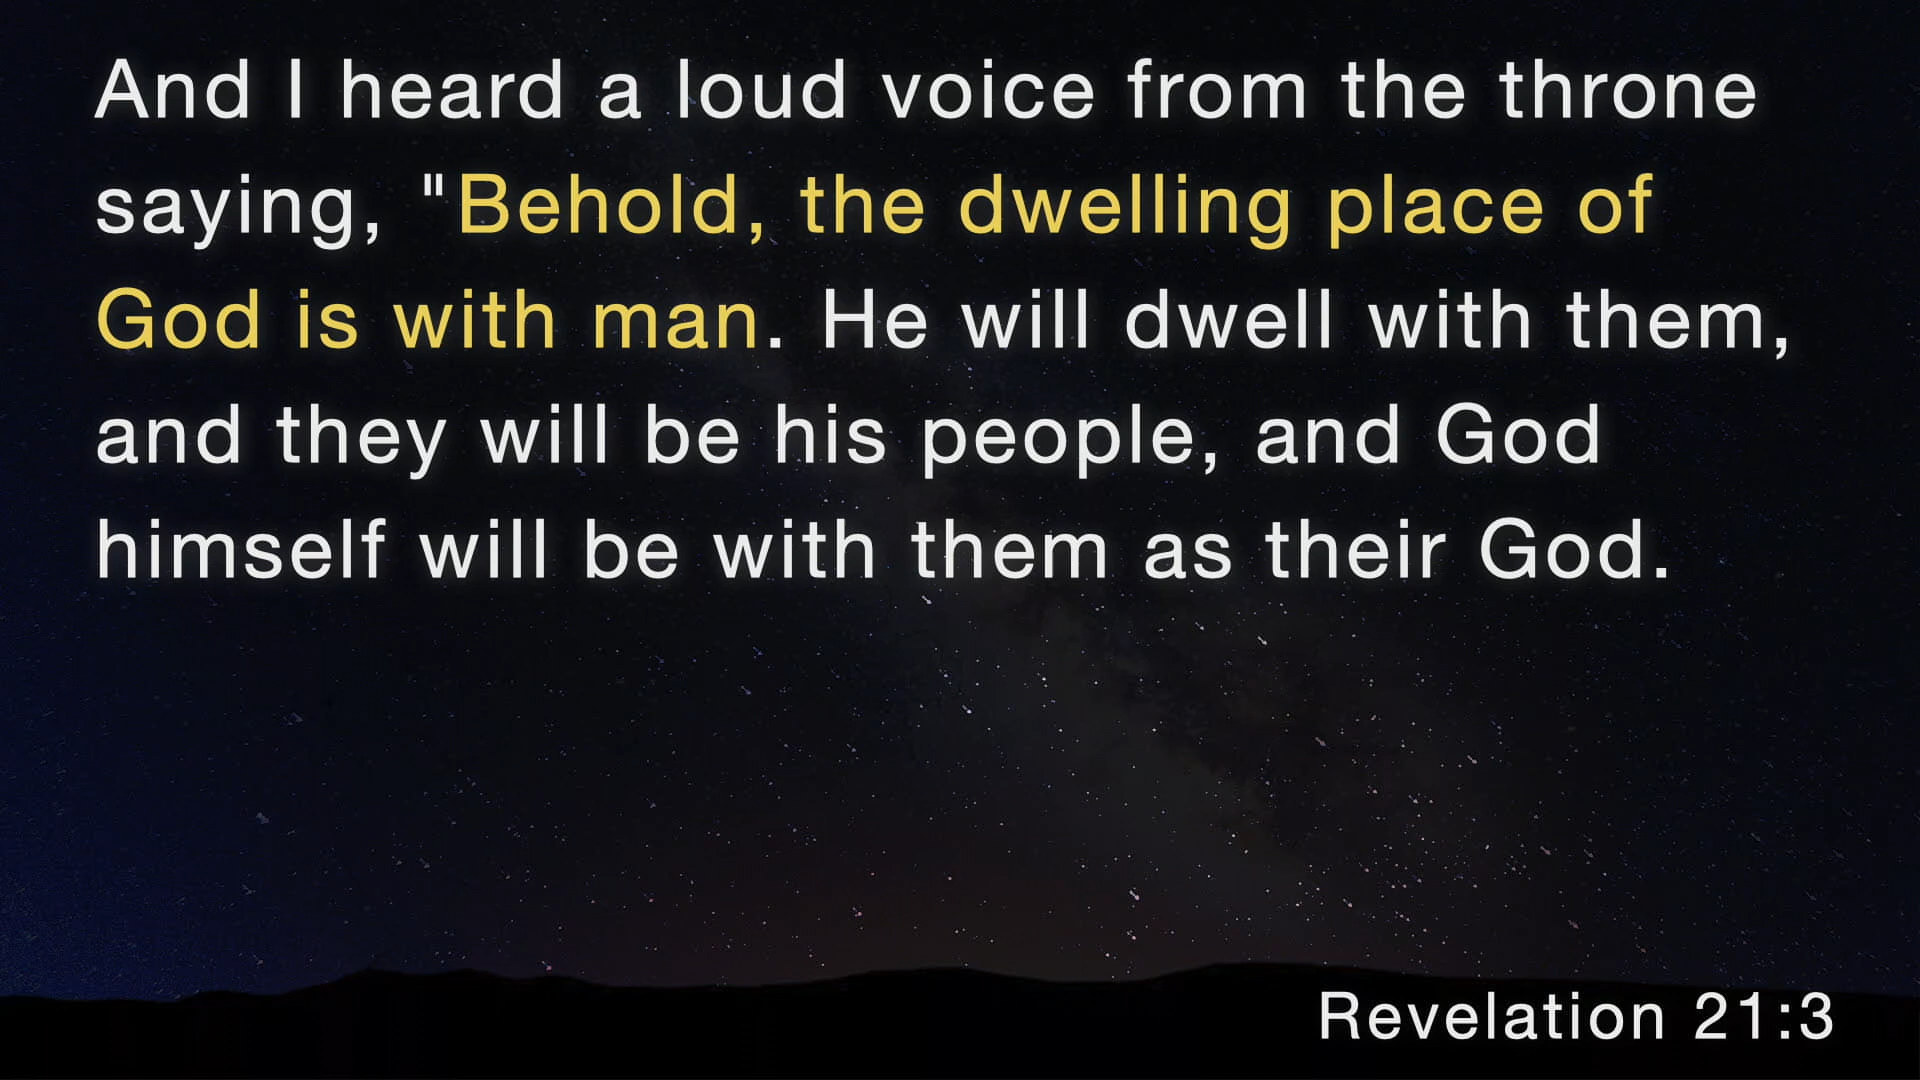 And I heard a loud voice from the throne
saying, "Behold, the dwelling place of
God is with man. He will dwell with them,
and they will be his people, and God
himself will be with them as their God.
Revelation 21:3